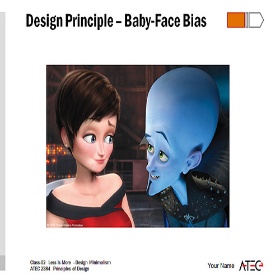 Design Principle – Baby-Face Bias
Class 02 Less Is More - Design Minimalism
ATEC 2384 Principles of Design
Your Name
ATEC